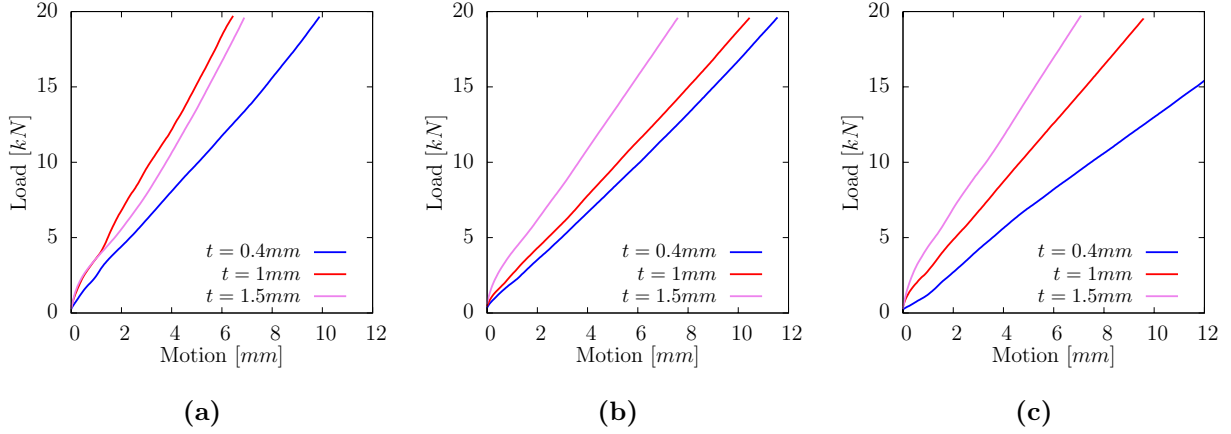 20
15
10
5
0
Load [kN]
0 2 4 6 8 10 12
Motion [mm]
t = 0.4mm
t = 1mm
t = 1.5mm
(a)
20
15
10
5
0
Load [kN]
0 2 4 6 8 10 12
Motion [mm]
t = 0.4mm
t = 1mm
t = 1.5mm
(b)
20
15
10
5
0
Load [kN]
0 2 4 6 8 10 12
Motion [mm]
t = 0.4mm
t = 1mm
t = 1.5mm
(c)